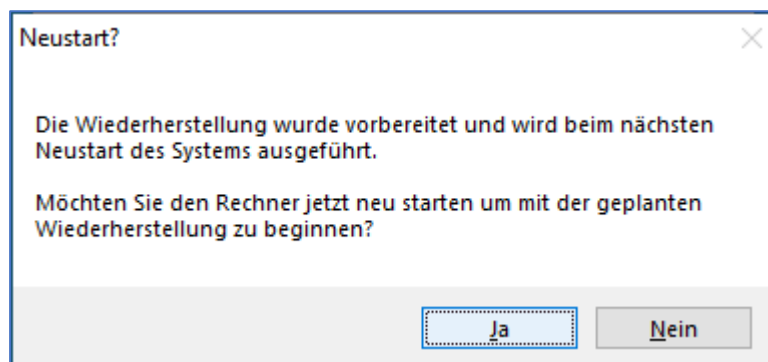 Neustart?
Die Wiederherstellung wurde vorbereitet und wird beim nächsten
Neustart des Systems ausgeführt.
Möchten Sie den Rechner jetzt neu starten um mit der geplanten
Wiederherstellung zu beginnen?
Ja
Nein